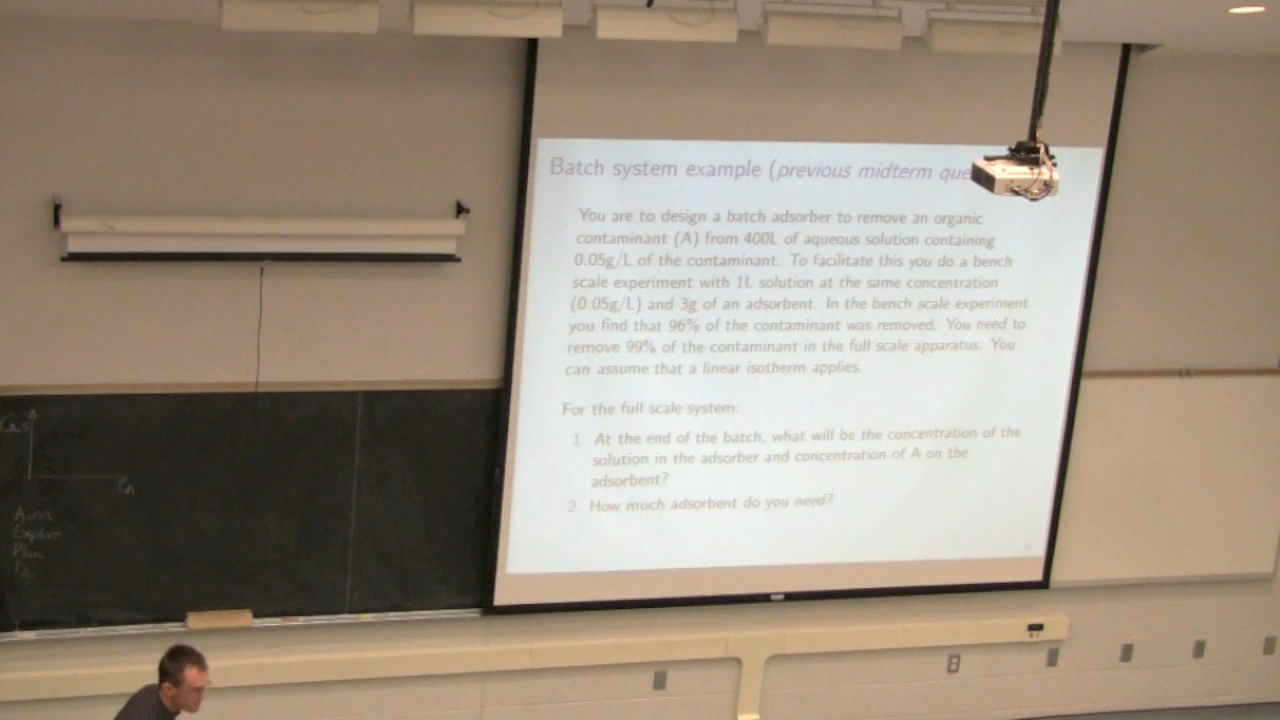 Batch system example (previous midterm que
You are to design a batch adsorber to remove an organic
contaminant (A) from 400L of aqueous solution containing
0.05g/L of the contaminant. To facilitate this you do a bench
scale experiment with 1L solution at the same concentration
(0.05g/L) and 3g of an adsorbent. In the bench scale experiment
you find that 96% of the contaminant was removed. You need to
remove 99% of the contaminant in the full scale apparatus. You
can assume that a linear isotherm applies.
For the full scale system:
1. At the end of the batch, what will be the concentration of the
solution in the adsorber and concentration of A on the
adsorbent?
2. How much adsorbent do you need?
Plan